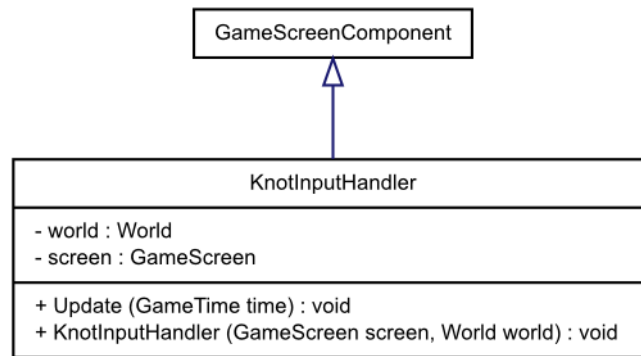 GameScreenComponent
KnotInputHandler
- world : World
- screen : GameScreen
+ Update (GameTime time) : void
+ KnotInputHandler (GameScreen screen, World world) : void